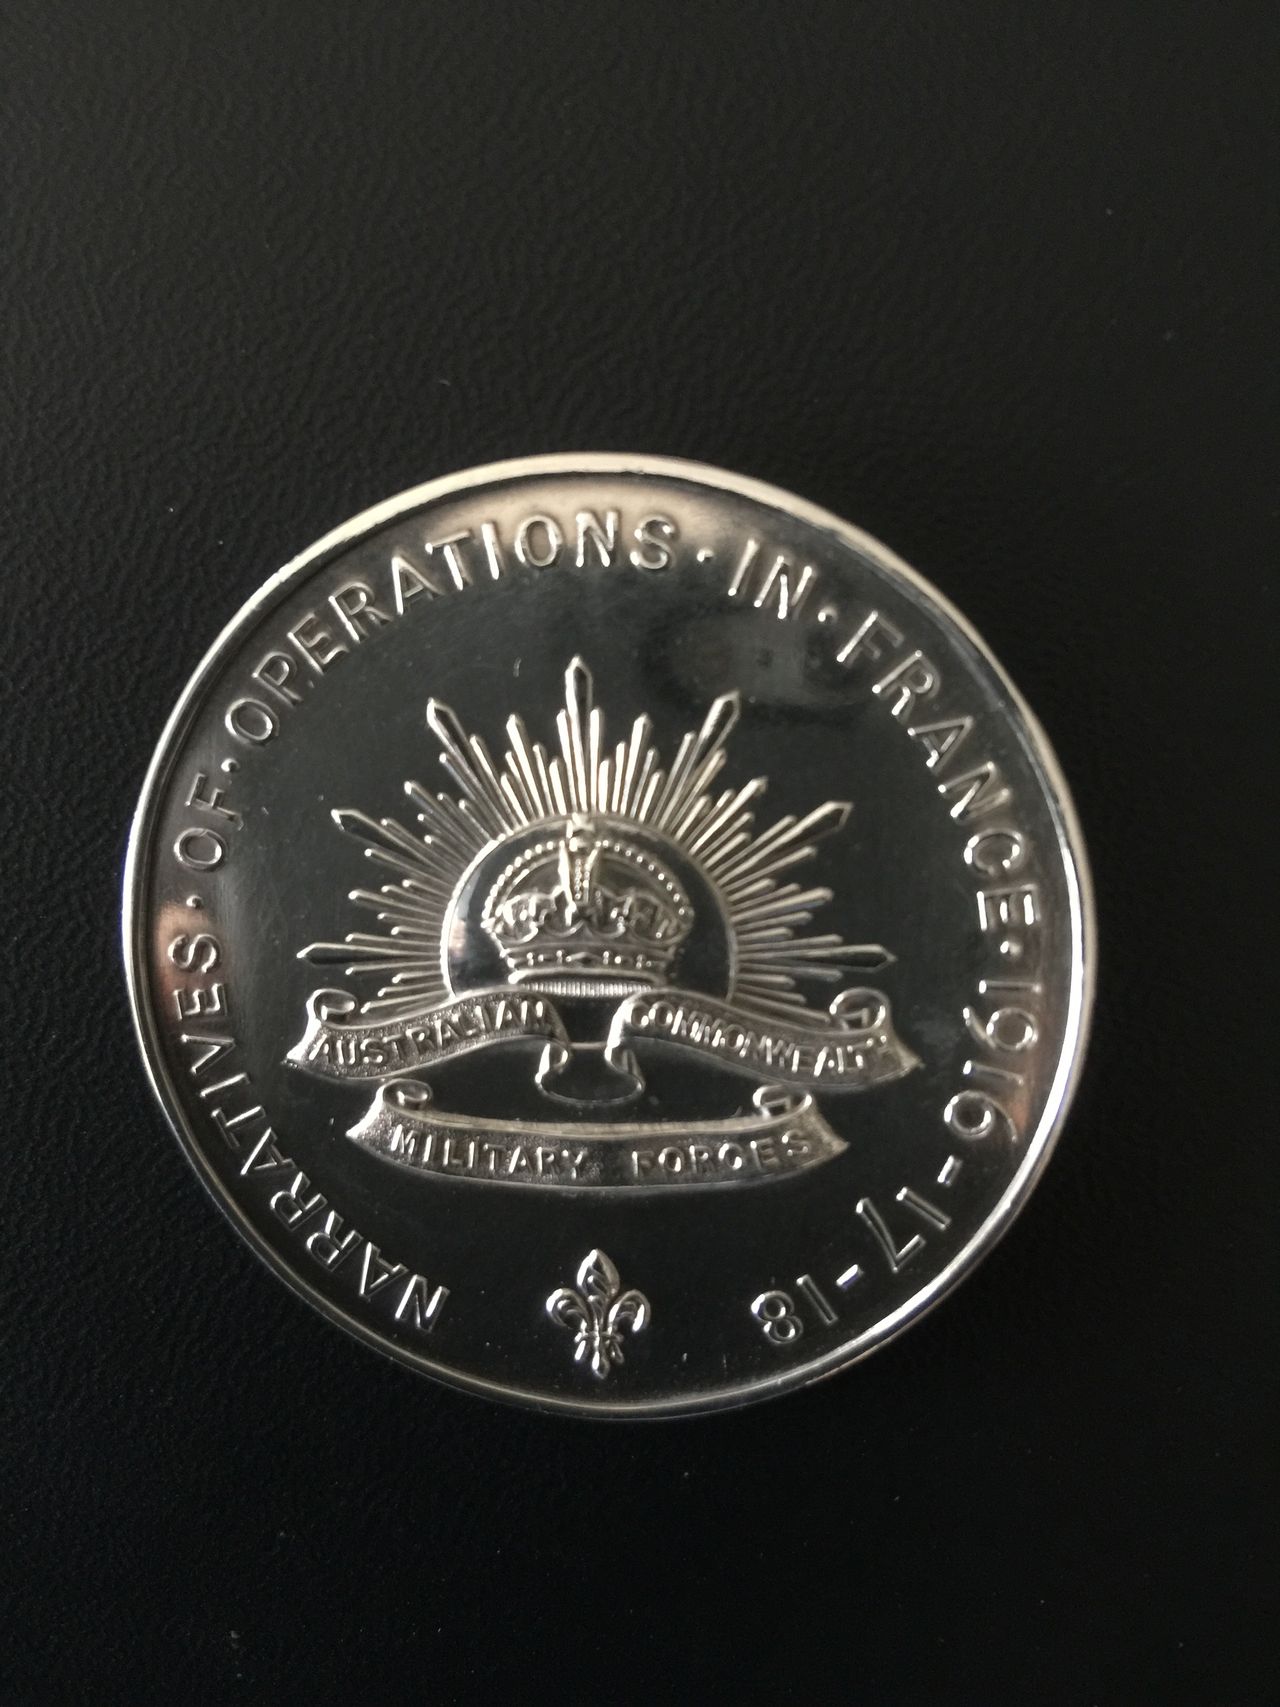 NARRATIVES · OF · OPERATIONS · IN · FRANCE · 1916-17-18
AUSTRALIAN COMMONWEALTH
MILITARY FORCES